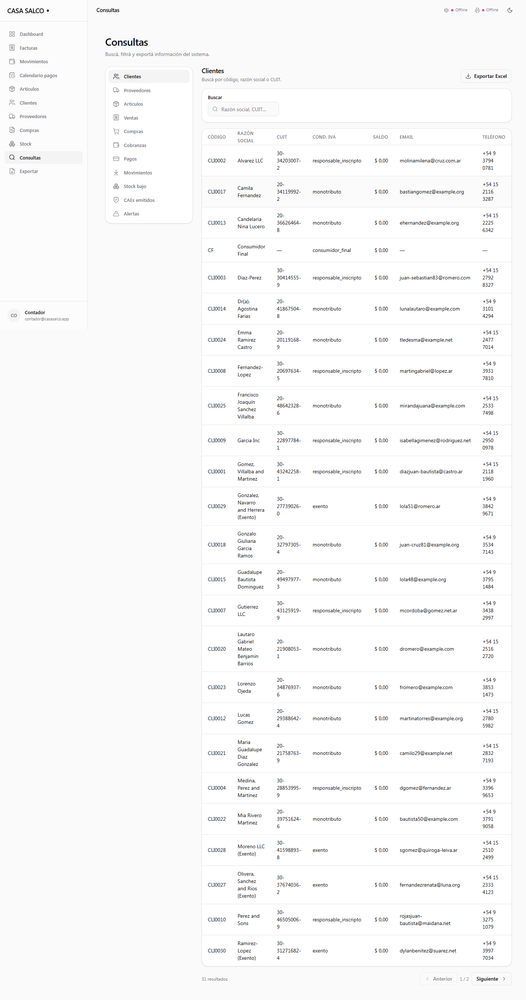 CASA SALCO
Consultas
Offline
Offline
Dashboard
Facturas
Movimientos
Calendario pagos
Artículos
Clientes
Proveedores
Compras
Stock
Consultas
Exportar
CO
Contador
contador@casasalco.app
Consultas
Buscá, filtrá y exportá información del sistema.
Clientes
Proveedores
Artículos
Ventas
Compras
Cobranzas
Pagos
Movimientos
Stock bajo
CAEs emitidos
Alertas
Clientes
Buscá por código, razón social o CUIT.
Exportar Excel
Buscar
Razón social, CUIT...
CÓDIGO RAZÓN SOCIAL CUIT COND. IVA SALDO EMAIL TELÉFONO
CLI0002 Alvarez LLC 30-34203007-2 responsable_inscripto $ 0,00 molinamilena@cruz.com.ar +54 9 3794 0781
CLI0017 Camila Fernandez 20-34119992-2 monotributo $ 0,00 bastiangomez@example.org +54 15 2116 3287
CLI0013 Candelaria Nina Lucero 20-36626464-8 monotributo $ 0,00 ehernandez@example.org +54 15 2225 6342
CF Consumidor Final — consumidor_final $ 0,00 — —
CLI0003 Diaz-Perez 30-30414555-9 responsable_inscripto $ 0,00 juan-sebastian83@romero.com +54 15 2792 8327
CLI0014 Dr(a). Agostina Farias 20-41867504-8 monotributo $ 0,00 lunalautaro@example.com +54 9 3101 4294
CLI0024 Emma Ramirez Castro 20-20119168-9 monotributo $ 0,00 tledesma@example.net +54 15 2477 7014
CLI0008 Fernandez-Lopez 30-20697634-5 responsable_inscripto $ 0,00 martingabriel@lopez.ar +54 9 3931 7810
CLI0025 Francisco Joaquín Sanchez Villalba 20-48642328-6 monotributo $ 0,00 mirandajuana@example.com +54 15 2533 7498
CLI0009 Garcia Inc 30-22897784-1 responsable_inscripto $ 0,00 isabellagimenez@rodriguez.net +54 15 2950 0978
CLI0001 Gomez, Villalba and Martinez 30-43242258-1 responsable_inscripto $ 0,00 diazjuan-bautista@castro.ar +54 15 2118 1960
CLI0029 Gonzalez, Navarro and Herrera (Exento) 30-27739026-0 exento $ 0,00 lola51@romero.ar +54 9 3842 9671
CLI0018 Gonzalo Giuliana Garcia Ramos 20-32797305-4 monotributo $ 0,00 juan-cruz81@example.org +54 9 3534 7143
CLI0015 Guadalupe Bautista Dominguez 20-49497977-3 monotributo $ 0,00 lola48@example.org +54 9 3795 1484
CLI0007 Gutierrez LLC 30-43125919-9 responsable_inscripto $ 0,00 mcordoba@gomez.net.ar +54 9 3438 2997
CLI0020 Lautaro Gabriel Mateo Benjamin Barrios 20-21908053-1 monotributo $ 0,00 dromero@example.com +54 15 2516 2720
CLI0023 Lorenzo Ojeda 20-34876937-6 monotributo $ 0,00 fromero@example.com +54 9 3853 1473
CLI0012 Lucas Gomez 20-29388642-4 monotributo $ 0,00 martinatorres@example.org +54 15 2780 5982
CLI0021 Maria Guadalupe Diaz Gonzalez 20-21758763-9 monotributo $ 0,00 camilo29@example.net +54 15 2832 7193
CLI0004 Medina, Perez and Martinez 30-28853995-9 responsable_inscripto $ 0,00 dgomez@fernandez.ar +54 9 3396 9653
CLI0022 Mia Rivero Martinez 20-39751624-6 monotributo $ 0,00 bautista50@example.com +54 9 3791 9058
CLI0028 Moreno LLC (Exento) 30-41598893-8 exento $ 0,00 sgomez@quiroga-leiva.ar +54 15 2510 2499
CLI0027 Olivera, Sanchez and Rios (Exento) 30-37674036-2 exento $ 0,00 fernandezrenata@luna.org +54 15 2333 4123
CLI0010 Perez and Sons 30-46505006-9 responsable_inscripto $ 0,00 rojasjuan-bautista@maidana.net +54 9 3275 1079
CLI0030 Ramirez-Lopez (Exento) 30-31271682-4 exento $ 0,00 dylanbenitez@suarez.net +54 9 3997 7034
31 resultados
Anterior
1 / 2
Siguiente